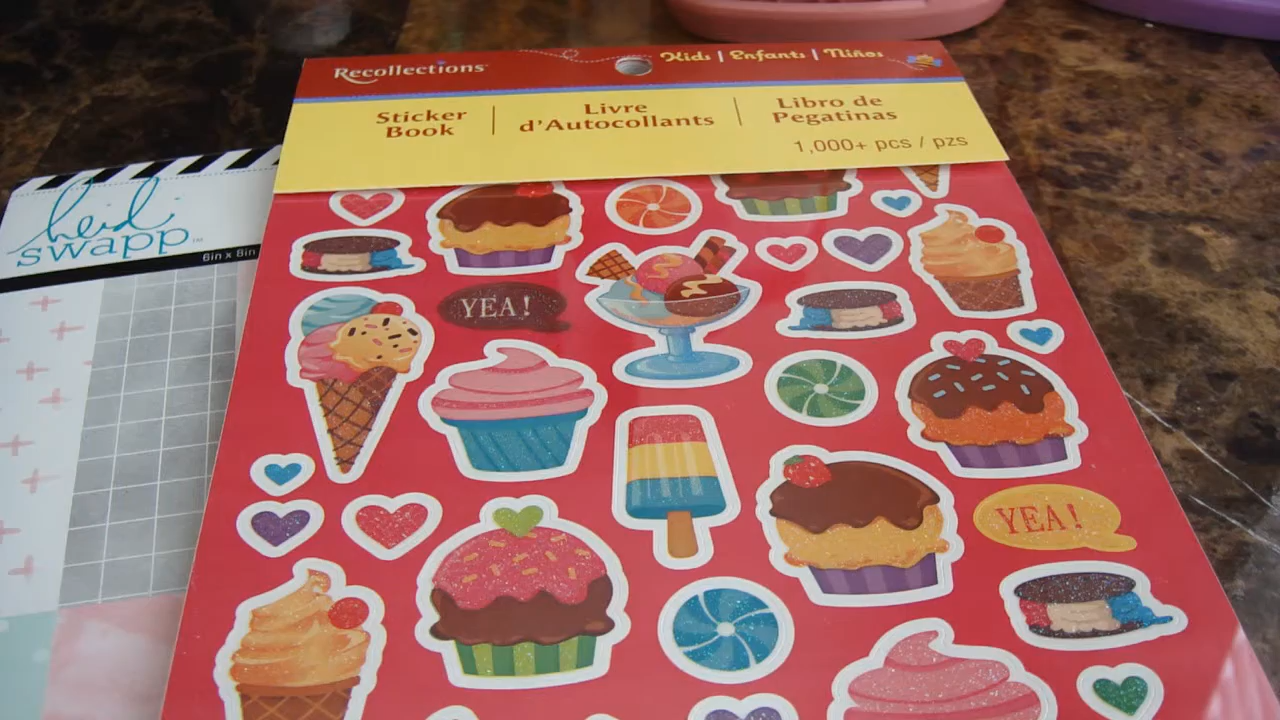 Recollections
Kids | Enfants | Niños
Sticker Book
Livre d'Autocollants
Libro de Pegatinas
1,000+ pcs / pzs
heidi swapp™
6in x 8in
YEA!
YEA!